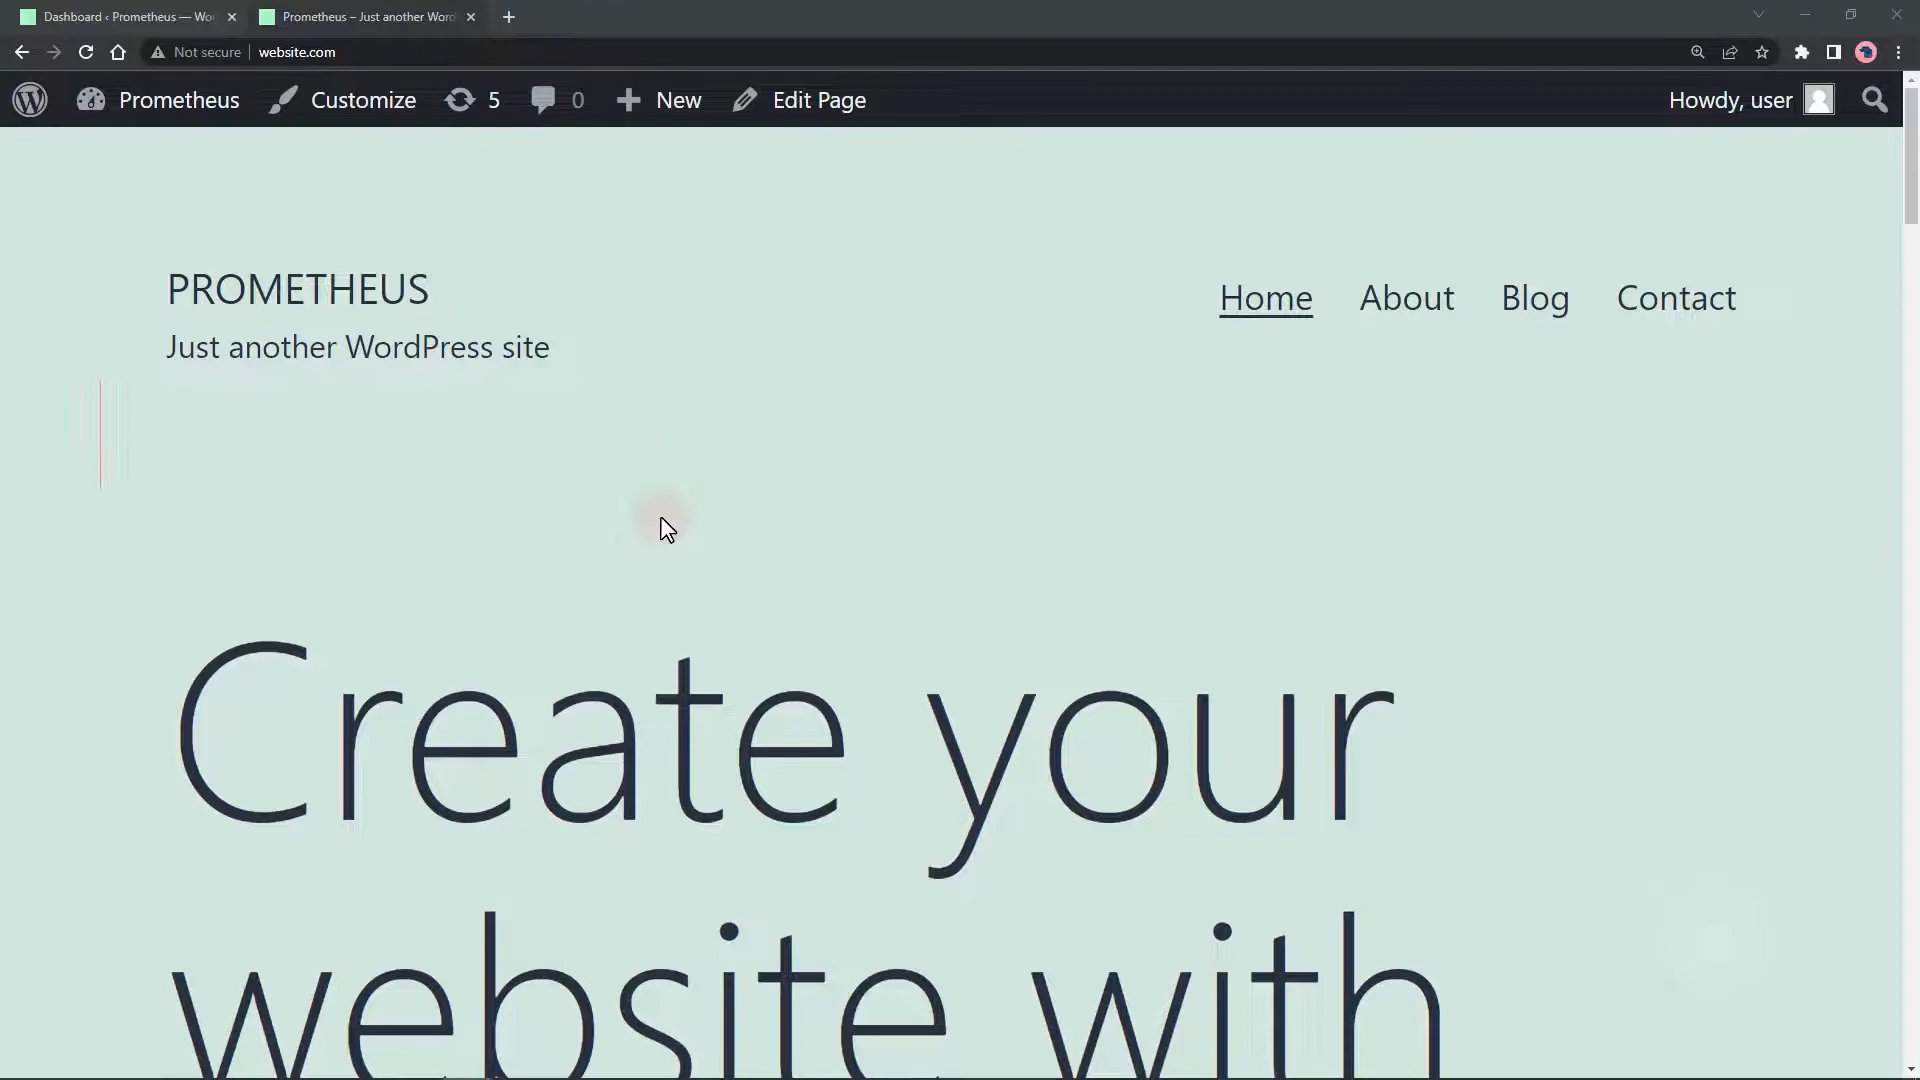 Dashboard ‹ Prometheus — Wo
Prometheus – Just another Word
Not secure
website.com
Prometheus
Customize
5
0
New
Edit Page
Howdy, user
PROMETHEUS
Just another WordPress site
Home
About
Blog
Contact
Create your
website with